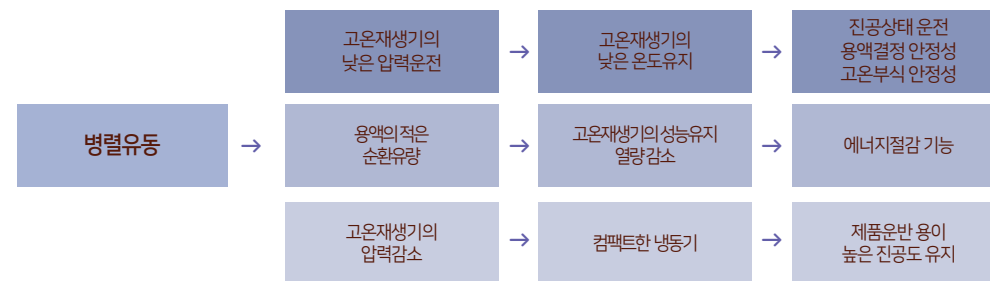 병렬유동
→
고온재생기의
낮은 압력운전
→
고온재생기의
낮은 온도유지
→
진공상태 운전
용액결정 안정성
고온부식 안정성
용액의 적은
순환유량
→
고온재생기의 성능유지
열량 감소
→
에너지절감 기능
고온재생기의
압력감소
→
컴팩트한 냉동기
→
제품운반 용이
높은 진공도 유지